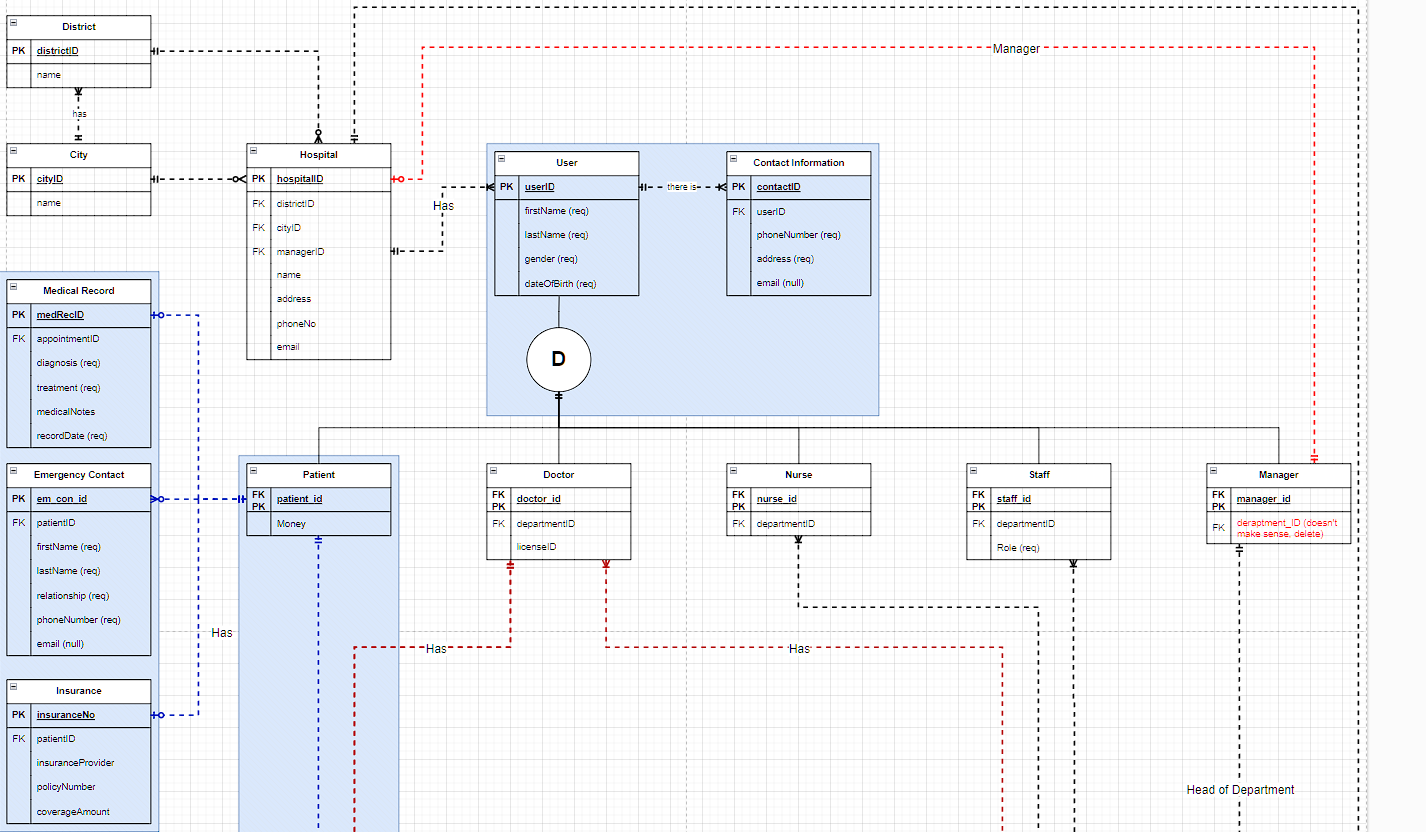 District
PK districtID
name
has
City
PK cityID
name
Hospital
PK hospitalID
FK districtID
FK cityID
FK managerID
name
address
phoneNo
email
Manager
Has
User
PK userID
firstName (req)
lastName (req)
gender (req)
dateOfBirth (req)
there is
Contact Information
PK contactID
FK userID
phoneNumber (req)
address (req)
email (null)
D
Medical Record
PK medRecID
FK appointmentID
diagnosis (req)
treatment (req)
medicalNotes
recordDate (req)
Emergency Contact
PK em_con_id
FK patientID
firstName (req)
lastName (req)
relationship (req)
phoneNumber (req)
email (null)
Has
Insurance
PK insuranceNo
FK patientID
insuranceProvider
policyNumber
coverageAmount
Patient
FK
PK patient_id
Money
Doctor
FK
PK doctor_id
FK departmentID
licenseID
Nurse
FK
PK nurse_id
FK departmentID
Staff
FK
PK staff_id
FK departmentID
Role (req)
Manager
FK
PK manager_id
FK deraptment_ID (doesn't
make sense, delete)
Has
Has
Head of Department